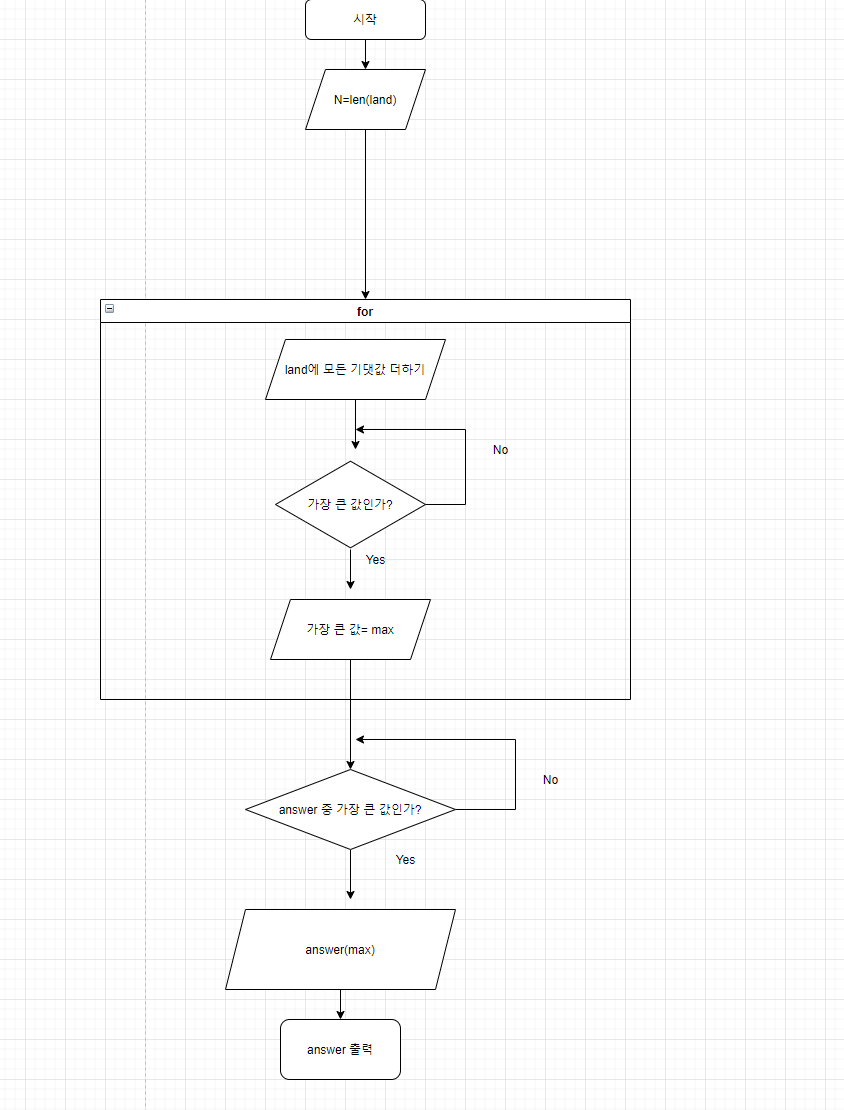 시작
N=len(land)
for
land에 모든 기댓값 더하기
No
가장 큰 값인가?
Yes
가장 큰 값= max
No
answer 중 가장 큰 값인가?
Yes
answer(max)
answer 출력